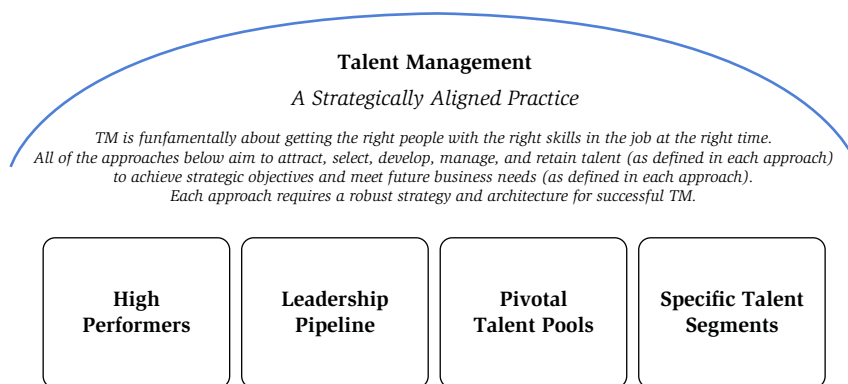 Talent Management
A Strategically Aligned Practice
TM is funfamentally about getting the right people with the right skills in the job at the right time.
All of the approaches below aim to attract, select, develop, manage, and retain talent (as defined in each approach)
to achieve strategic objectives and meet future business needs (as defined in each approach).
Each approach requires a robust strategy and architecture for successful TM.
High
Performers
Leadership
Pipeline
Pivotal
Talent Pools
Specific Talent
Segments